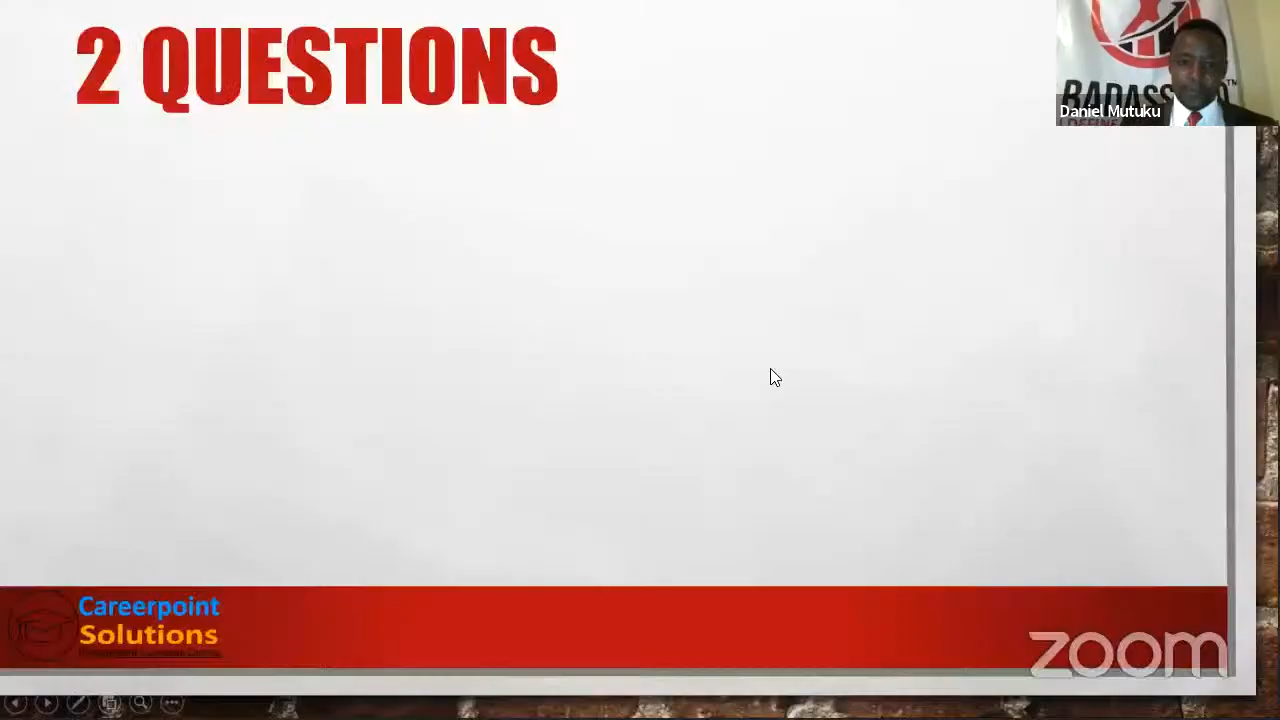 2 QUESTIONS
Daniel Mutuku
Careerpoint
Solutions
zoom